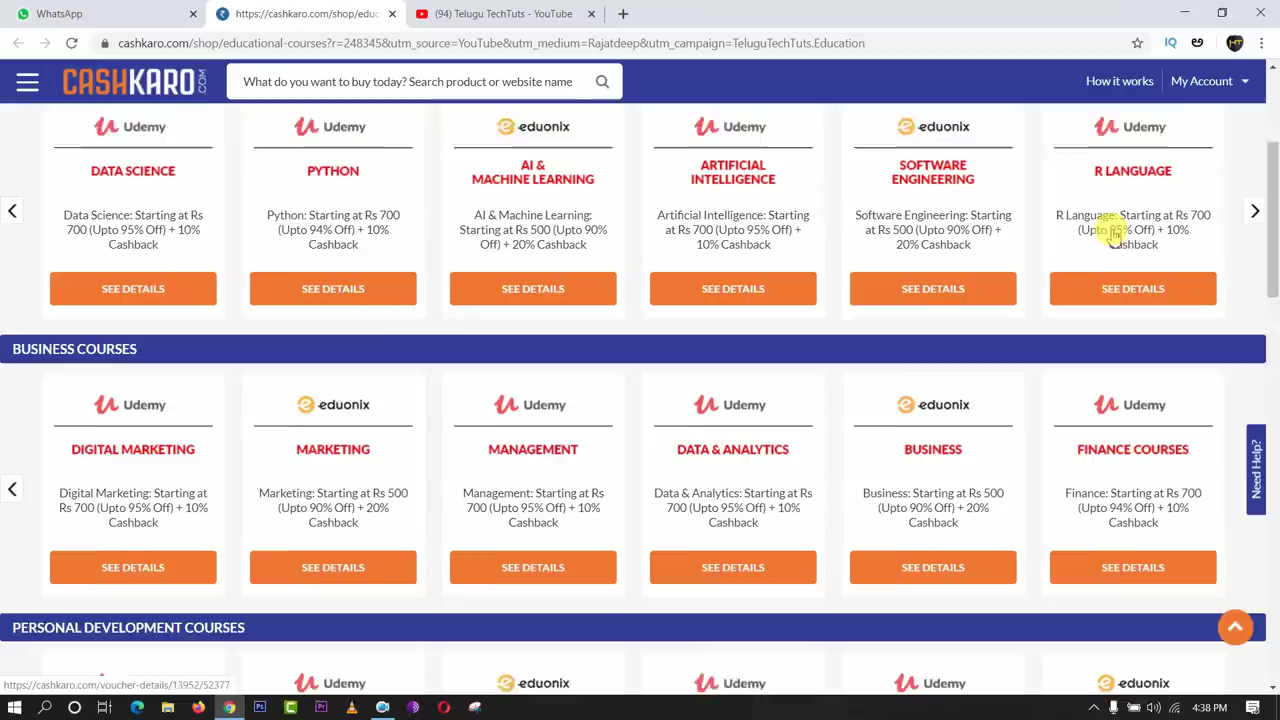 WhatsApp
https://cashkaro.com/shop/educ
(94) Telugu TechTuts - YouTube
cashkaro.com/shop/educational-courses?r=248345&utm_source=YouTube&utm_medium=Rajatdeep&utm_campaign=TeluguTechTuts.Education
CASHKARO.COM
What do you want to buy today? Search product or website name
How it works
My Account
Udemy
Udemy
eduonix
Udemy
eduonix
Udemy
DATA SCIENCE
PYTHON
AI &
MACHINE LEARNING
ARTIFICIAL
INTELLIGENCE
SOFTWARE
ENGINEERING
R LANGUAGE
Data Science: Starting at Rs
700 (Upto 95% Off) + 10%
Cashback
Python: Starting at Rs 700
(Upto 94% Off) + 10%
Cashback
AI & Machine Learning:
Starting at Rs 500 (Upto 90%
Off) + 20% Cashback
Artificial Intelligence: Starting
at Rs 700 (Upto 95% Off) +
10% Cashback
Software Engineering: Starting
at Rs 500 (Upto 90% Off) +
20% Cashback
R Language: Starting at Rs 700
(Upto 95% Off) + 10%
Cashback
SEE DETAILS
SEE DETAILS
SEE DETAILS
SEE DETAILS
SEE DETAILS
SEE DETAILS
BUSINESS COURSES
Udemy
eduonix
Udemy
Udemy
eduonix
Udemy
DIGITAL MARKETING
MARKETING
MANAGEMENT
DATA & ANALYTICS
BUSINESS
FINANCE COURSES
Digital Marketing: Starting at
Rs 700 (Upto 95% Off) + 10%
Cashback
Marketing: Starting at Rs 500
(Upto 90% Off) + 20%
Cashback
Management: Starting at Rs
700 (Upto 95% Off) + 10%
Cashback
Data & Analytics: Starting at Rs
700 (Upto 95% Off) + 10%
Cashback
Business: Starting at Rs 500
(Upto 90% Off) + 20%
Cashback
Finance: Starting at Rs 700
(Upto 94% Off) + 10%
Cashback
Need Help?
SEE DETAILS
SEE DETAILS
SEE DETAILS
SEE DETAILS
SEE DETAILS
SEE DETAILS
PERSONAL DEVELOPMENT COURSES
Udemy
eduonix
Udemy
eduonix
https://cashkaro.com/voucher-details/13952/52377
4:38 PM